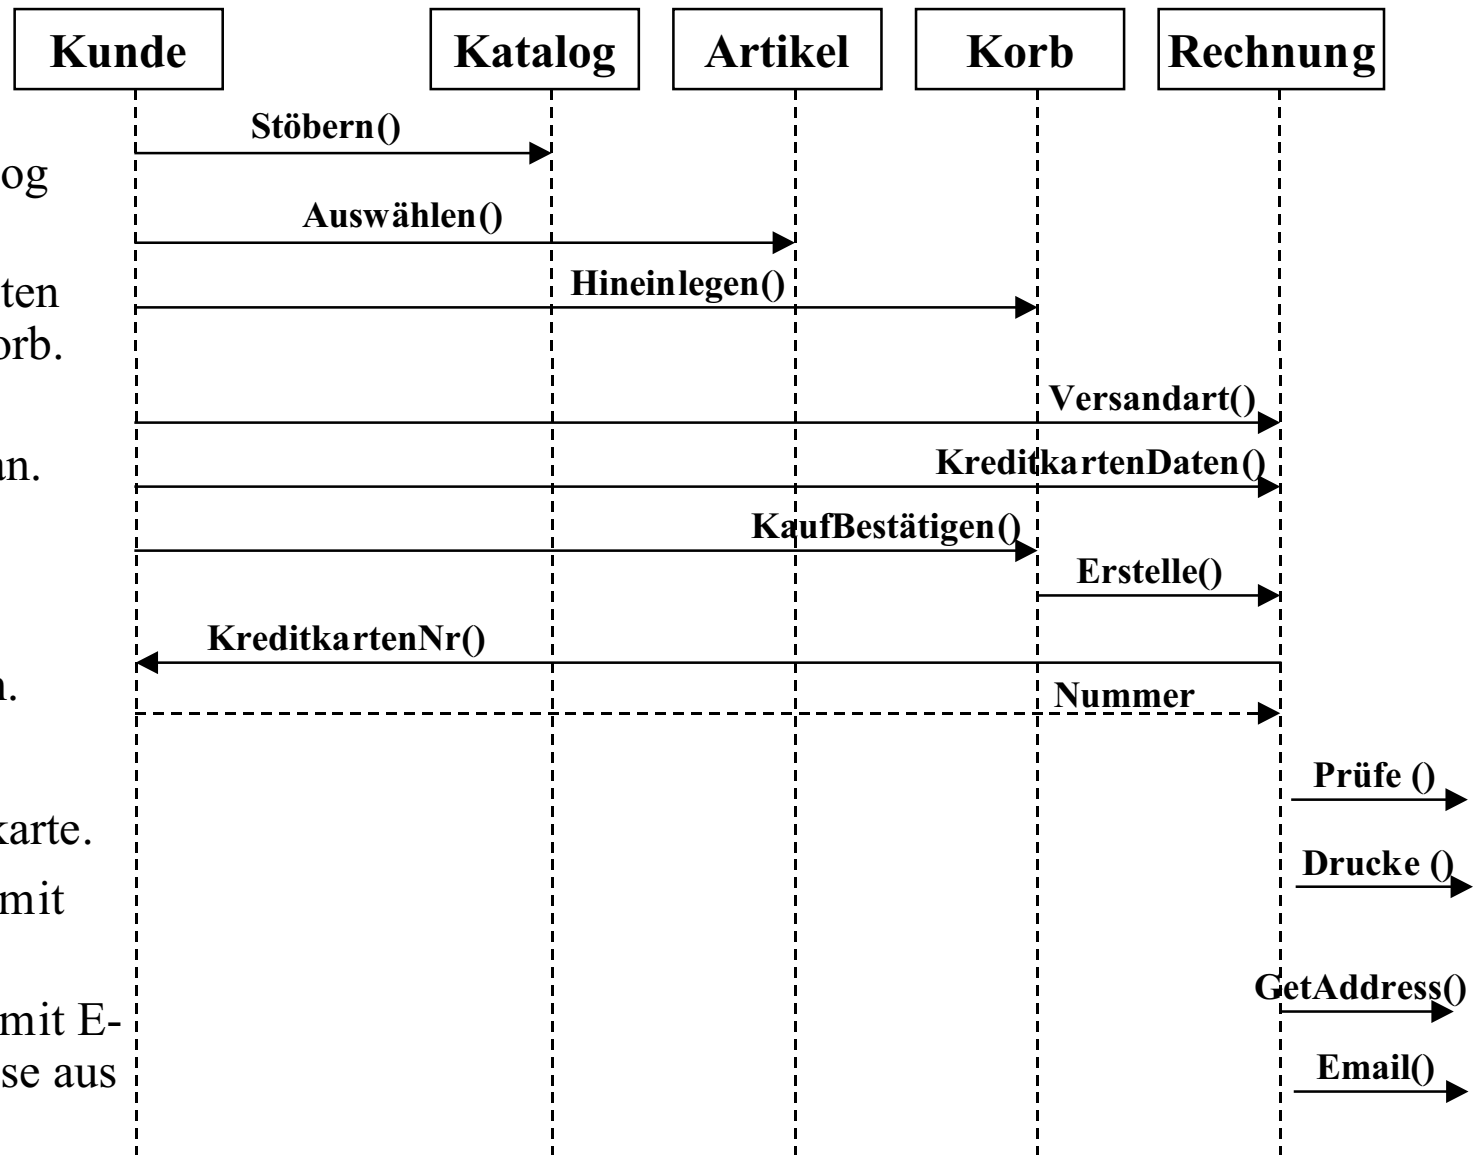 Kunde Katalog Artikel Korb Rechnung
Stöbern()
og
Auswählen()
ten
Hineinlegen()
orb.
Versandart()
an.
KreditkartenDaten()
KaufBestätigen()
Erstelle()
KreditkartenNr()
n.
Nummer
Prüfe ()
karte.
Drucke ()
mit
GetAddress()
mit E-
se aus
Email()